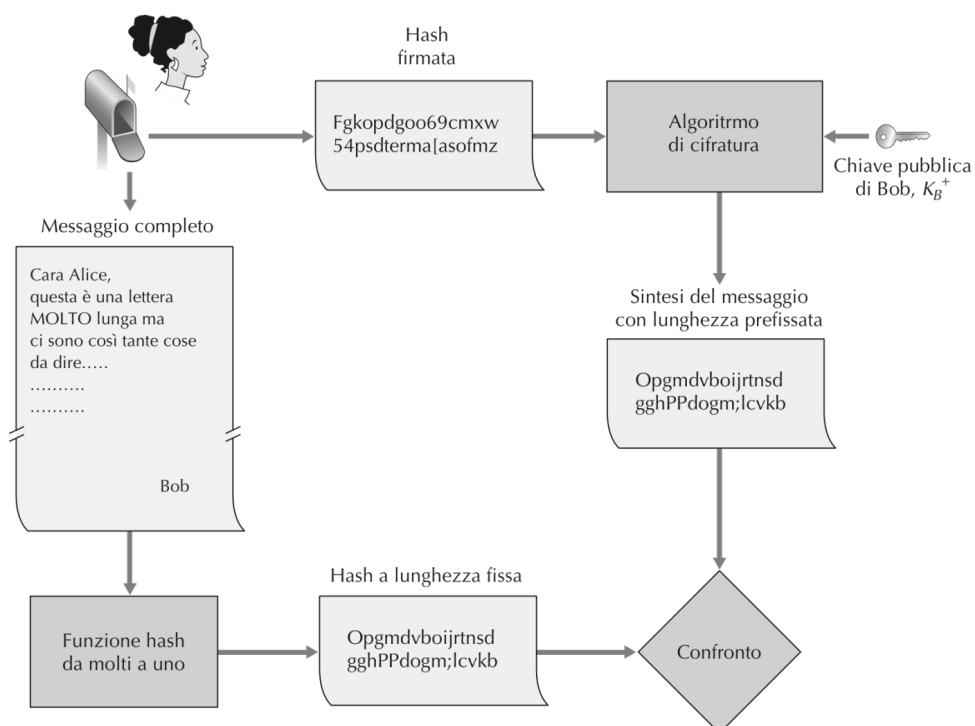 Hash
firmata
Fgkopdgoo69cmxw
54psdterma[asofmz
Algoritrmo
di cifratura
Chiave pubblica
di Bob, K_B^+
Messaggio completo
Cara Alice,
questa è una lettera
MOLTO lunga ma
ci sono così tante cose
da dire.....
..........
..........
Bob
Sintesi del messaggio
con lunghezza prefissata
Opgmdvboijrtnsd
gghPPdogm;lcvkb
Funzione hash
da molti a uno
Hash a lunghezza fissa
Opgmdvboijrtnsd
gghPPdogm;lcvkb
Confronto